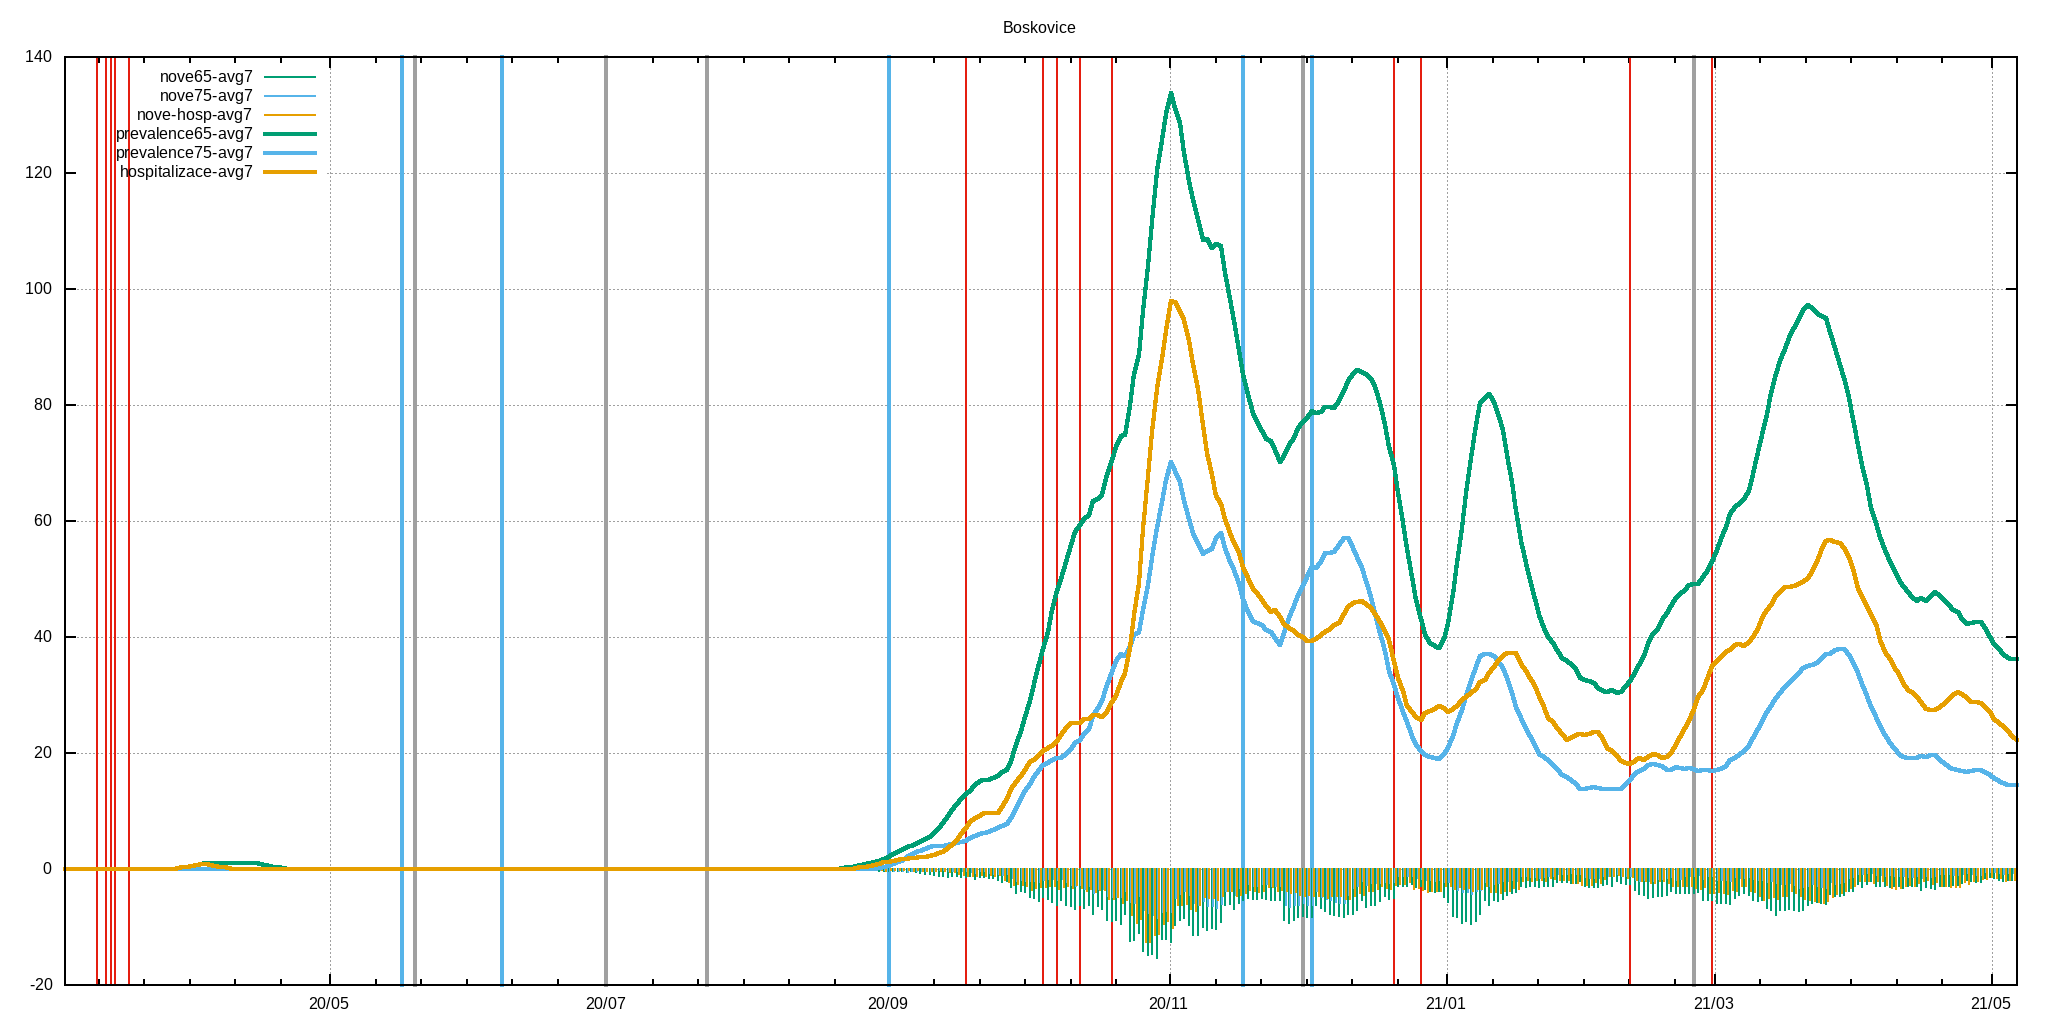 Boskovice
140
120
100
80
60
40
20
0
-20
nove65-avg7
nove75-avg7
nove-hosp-avg7
prevalence65-avg7
prevalence75-avg7
hospitalizace-avg7
20/05
20/07
20/09
20/11
21/01
21/03
21/05